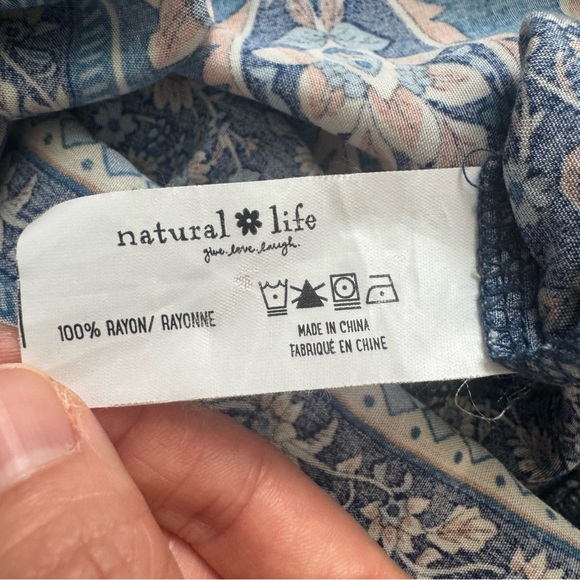 natural life
give. love. laugh.
100% RAYON/ RAYONNE
MADE IN CHINA
FABRIQUÉ EN CHINE